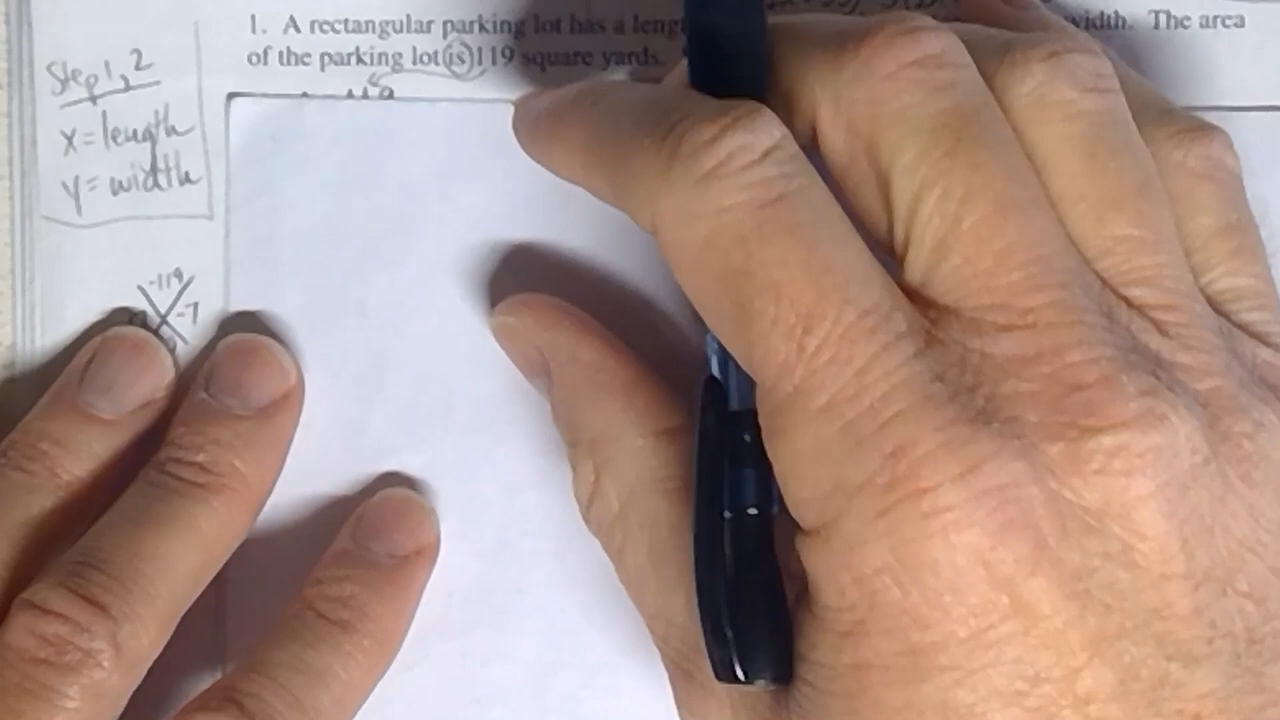 1. A rectangular parking lot has a width. The area
of the parking lot is 119 square yards.
Step 1, 2
x = length
y = width
-119
-7